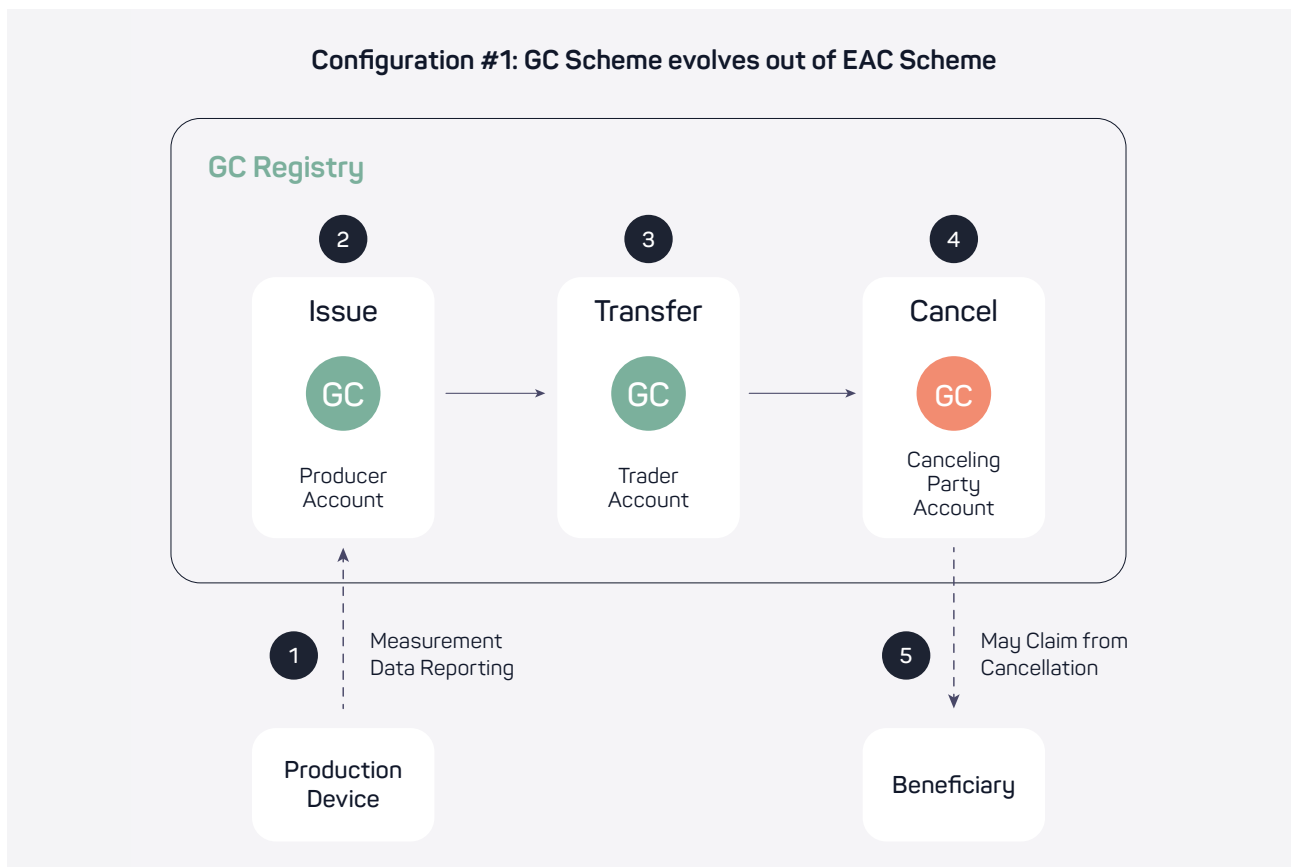 Configuration #1: GC Scheme evolves out of EAC Scheme
GC Registry
2
Issue
GC
Producer
Account
3
Transfer
GC
Trader
Account
4
Cancel
GC
Canceling
Party
Account
1
Measurement
Data Reporting
5
May Claim from
Cancellation
Production
Device
Beneficiary